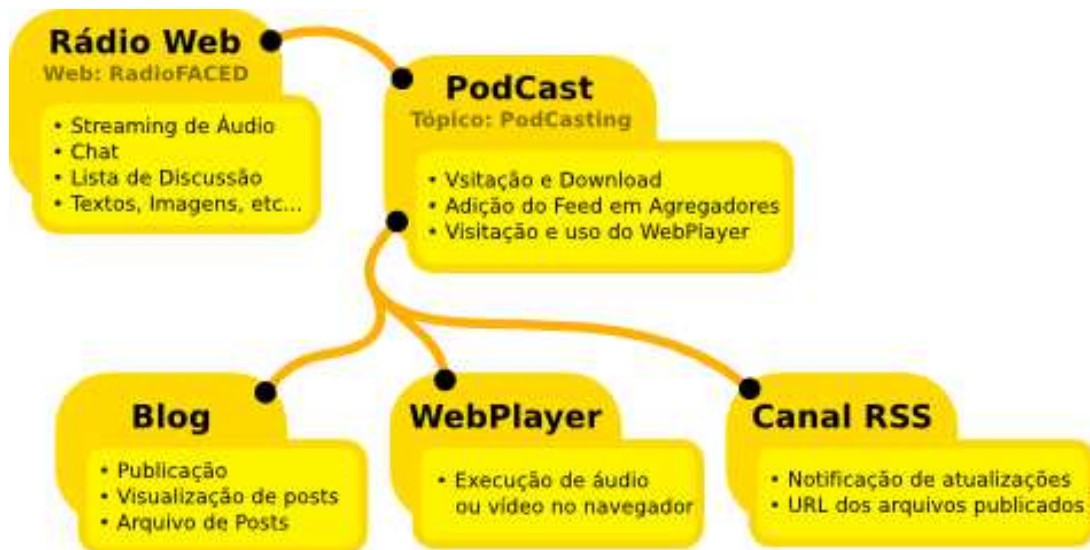 Rádio Web
Web: RadioFACED
• Streaming de Áudio
• Chat
• Lista de Discussão
• Textos, Imagens, etc...
PodCast
Tópico: PodCasting
• Vsitação e Download
• Adição do Feed em Agregadores
• Visitação e uso do WebPlayer
Blog
• Publicação
• Visualização de posts
• Arquivo de Posts
WebPlayer
• Execução de áudio
ou vídeo no navegador
Canal RSS
• Notificação de atualizações
• URL dos arquivos publicados